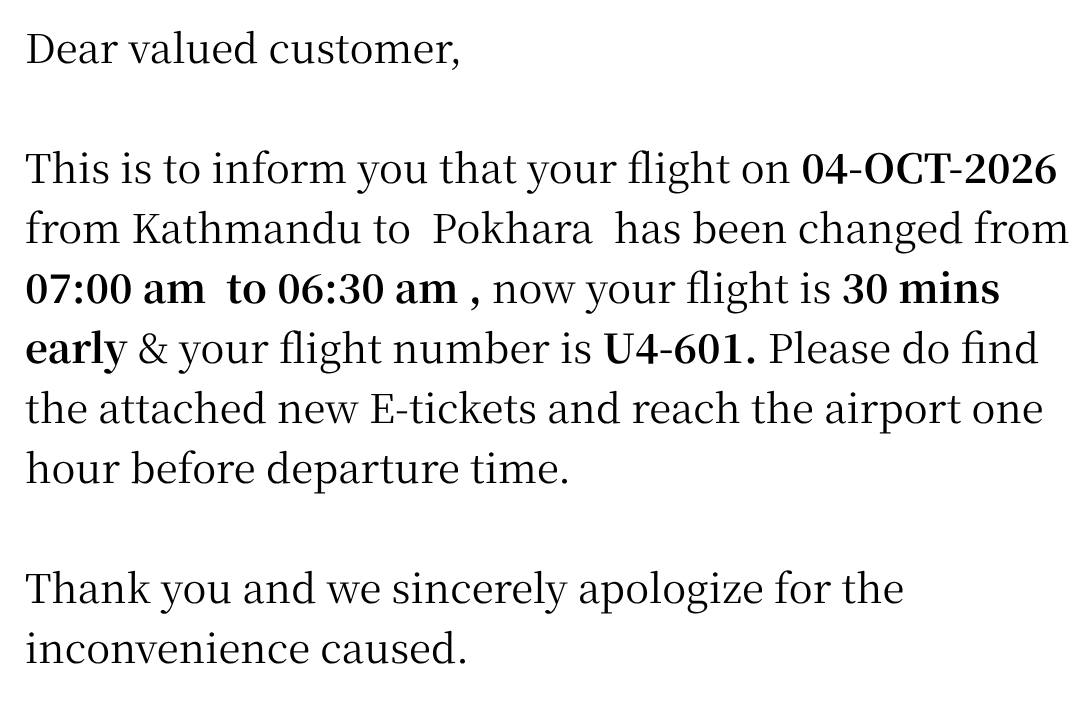 Dear valued customer,
This is to inform you that your flight on 04-OCT-2026
from Kathmandu to  Pokhara  has been changed from
07:00 am  to 06:30 am , now your flight is 30 mins
early & your flight number is U4-601. Please do find
the attached new E-tickets and reach the airport one
hour before departure time.
Thank you and we sincerely apologize for the
inconvenience caused.